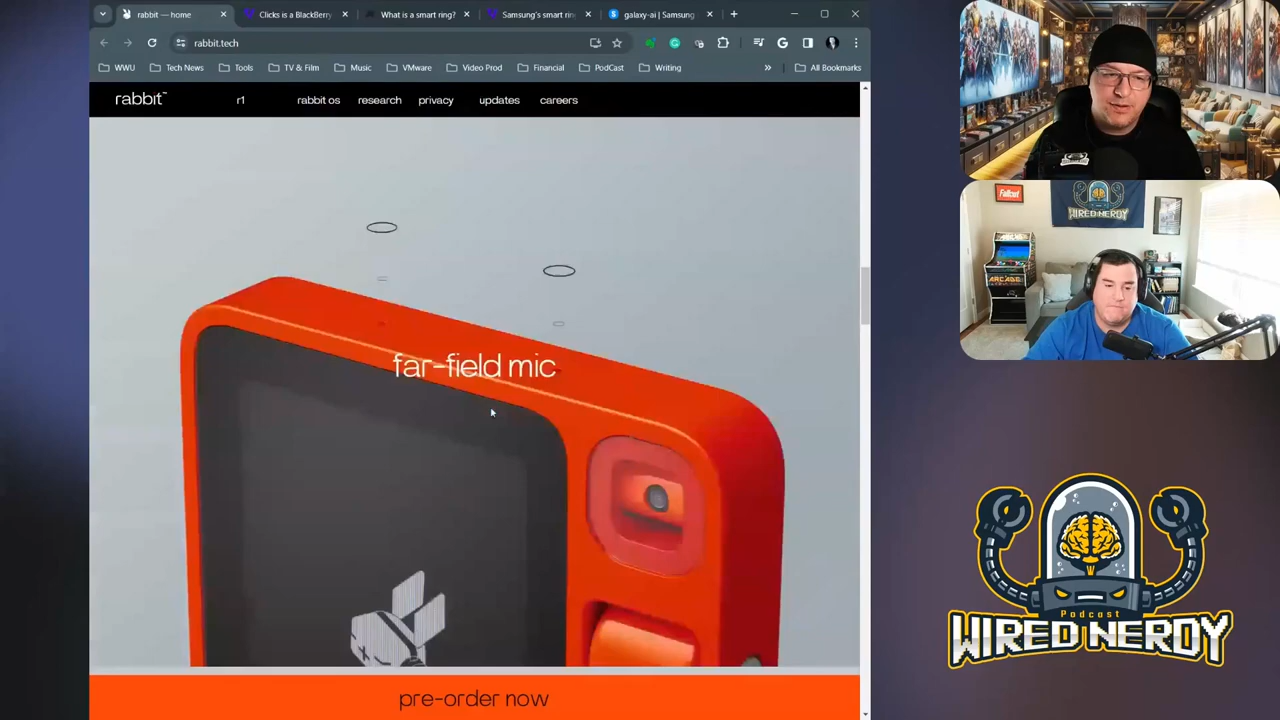 rabbit — home
Clicks is a BlackBerry
What is a smart ring?
Samsung's smart rin
galaxy-ai | Samsung
rabbit.tech
WWU
Tech News
Tools
TV & Film
Music
VMware
Video Prod
Financial
PodCast
Writing
All Bookmarks
rabbit
r1
rabbit os
research
privacy
updates
careers
far-field mic
pre-order now
Fallout
WIRED NERDY
ARCADE
Podcast
WIRED NERDY